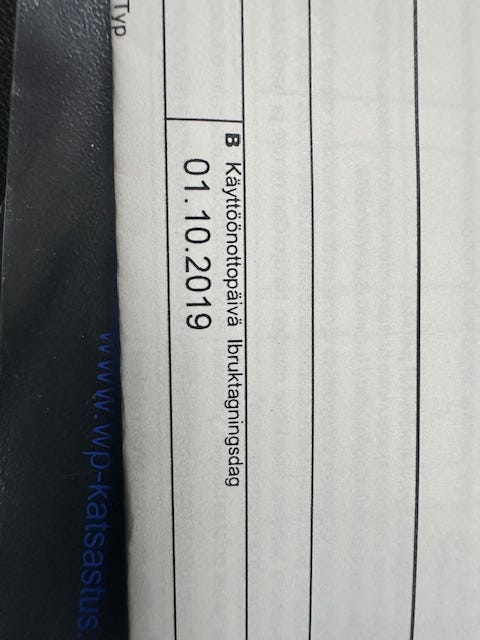 Typ
B Käyttöönottopäivä Ibruktagningsdag
01.10.2019
www.wp-katsastus.